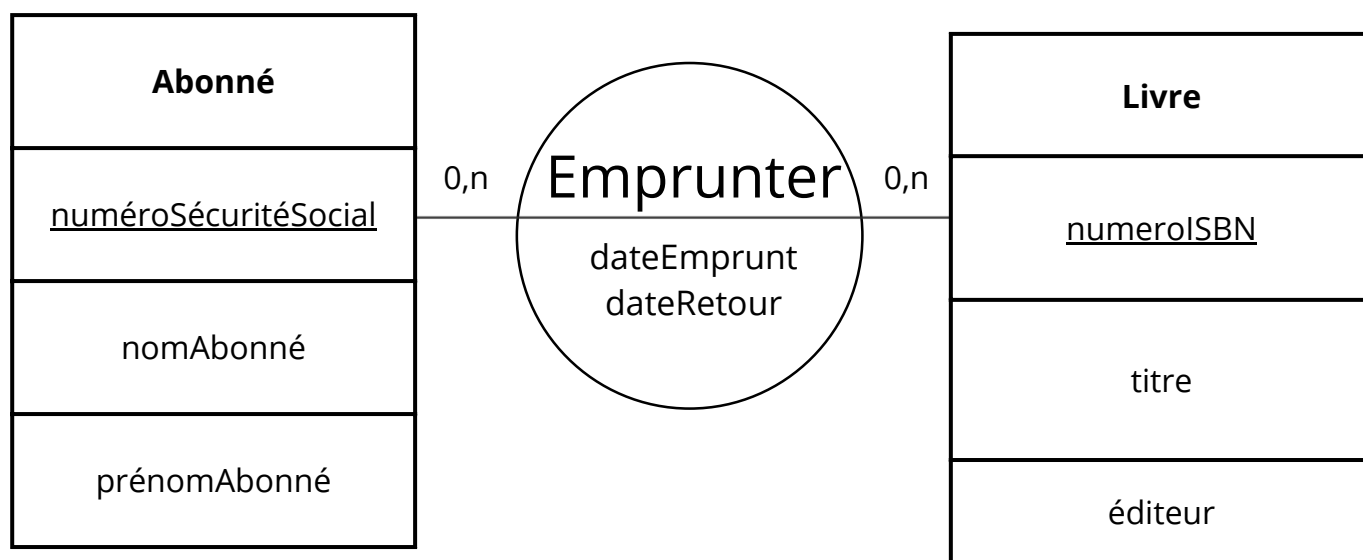 Abonné
numéroSécuritéSocial
nomAbonné
prénomAbonné
0,n
Emprunter
dateEmprunt
dateRetour
0,n
Livre
numeroISBN
titre
éditeur